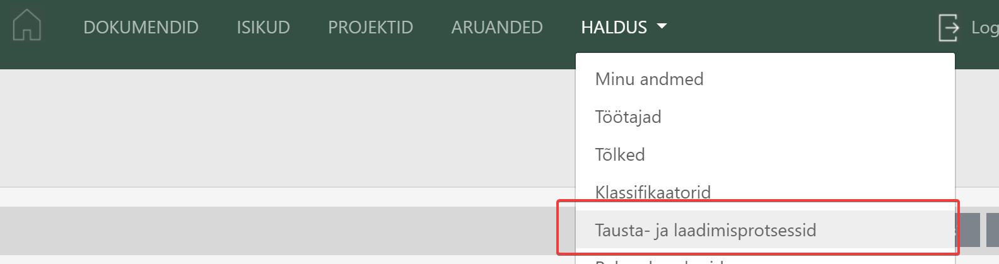 DOKUMENDID ISIKUD PROJEKTID ARUANDED HALDUS Log
Minu andmed
Töötajad
Tõlked
Klassifikaatorid
Tausta- ja laadimisprotsessid